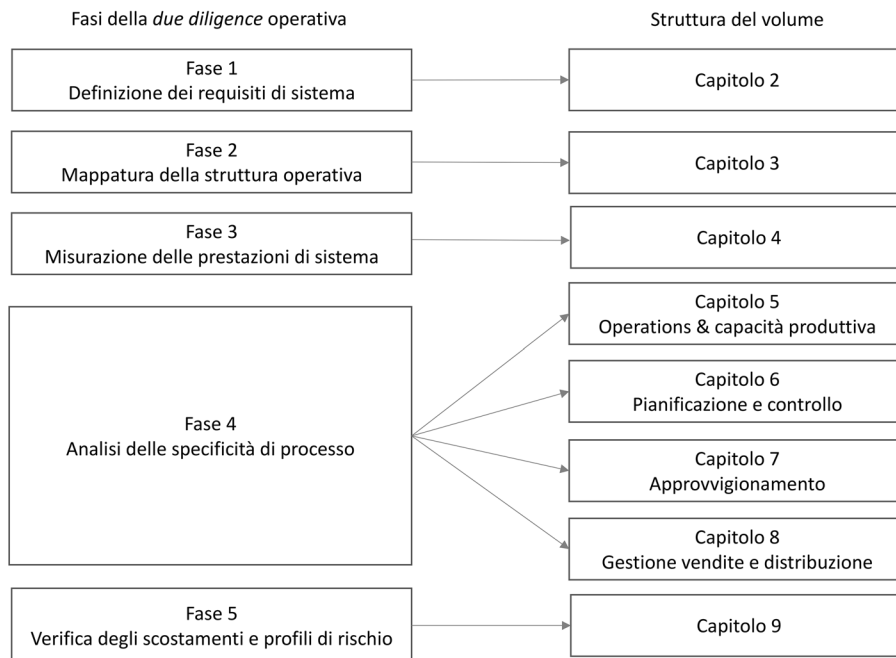 Fasi della due diligence operativa
Struttura del volume
Fase 1
Definizione dei requisiti di sistema
Capitolo 2
Fase 2
Mappatura della struttura operativa
Capitolo 3
Fase 3
Misurazione delle prestazioni di sistema
Capitolo 4
Fase 4
Analisi delle specificità di processo
Capitolo 5
Operations & capacità produttiva
Capitolo 6
Pianificazione e controllo
Capitolo 7
Approvvigionamento
Capitolo 8
Gestione vendite e distribuzione
Fase 5
Verifica degli scostamenti e profili di rischio
Capitolo 9